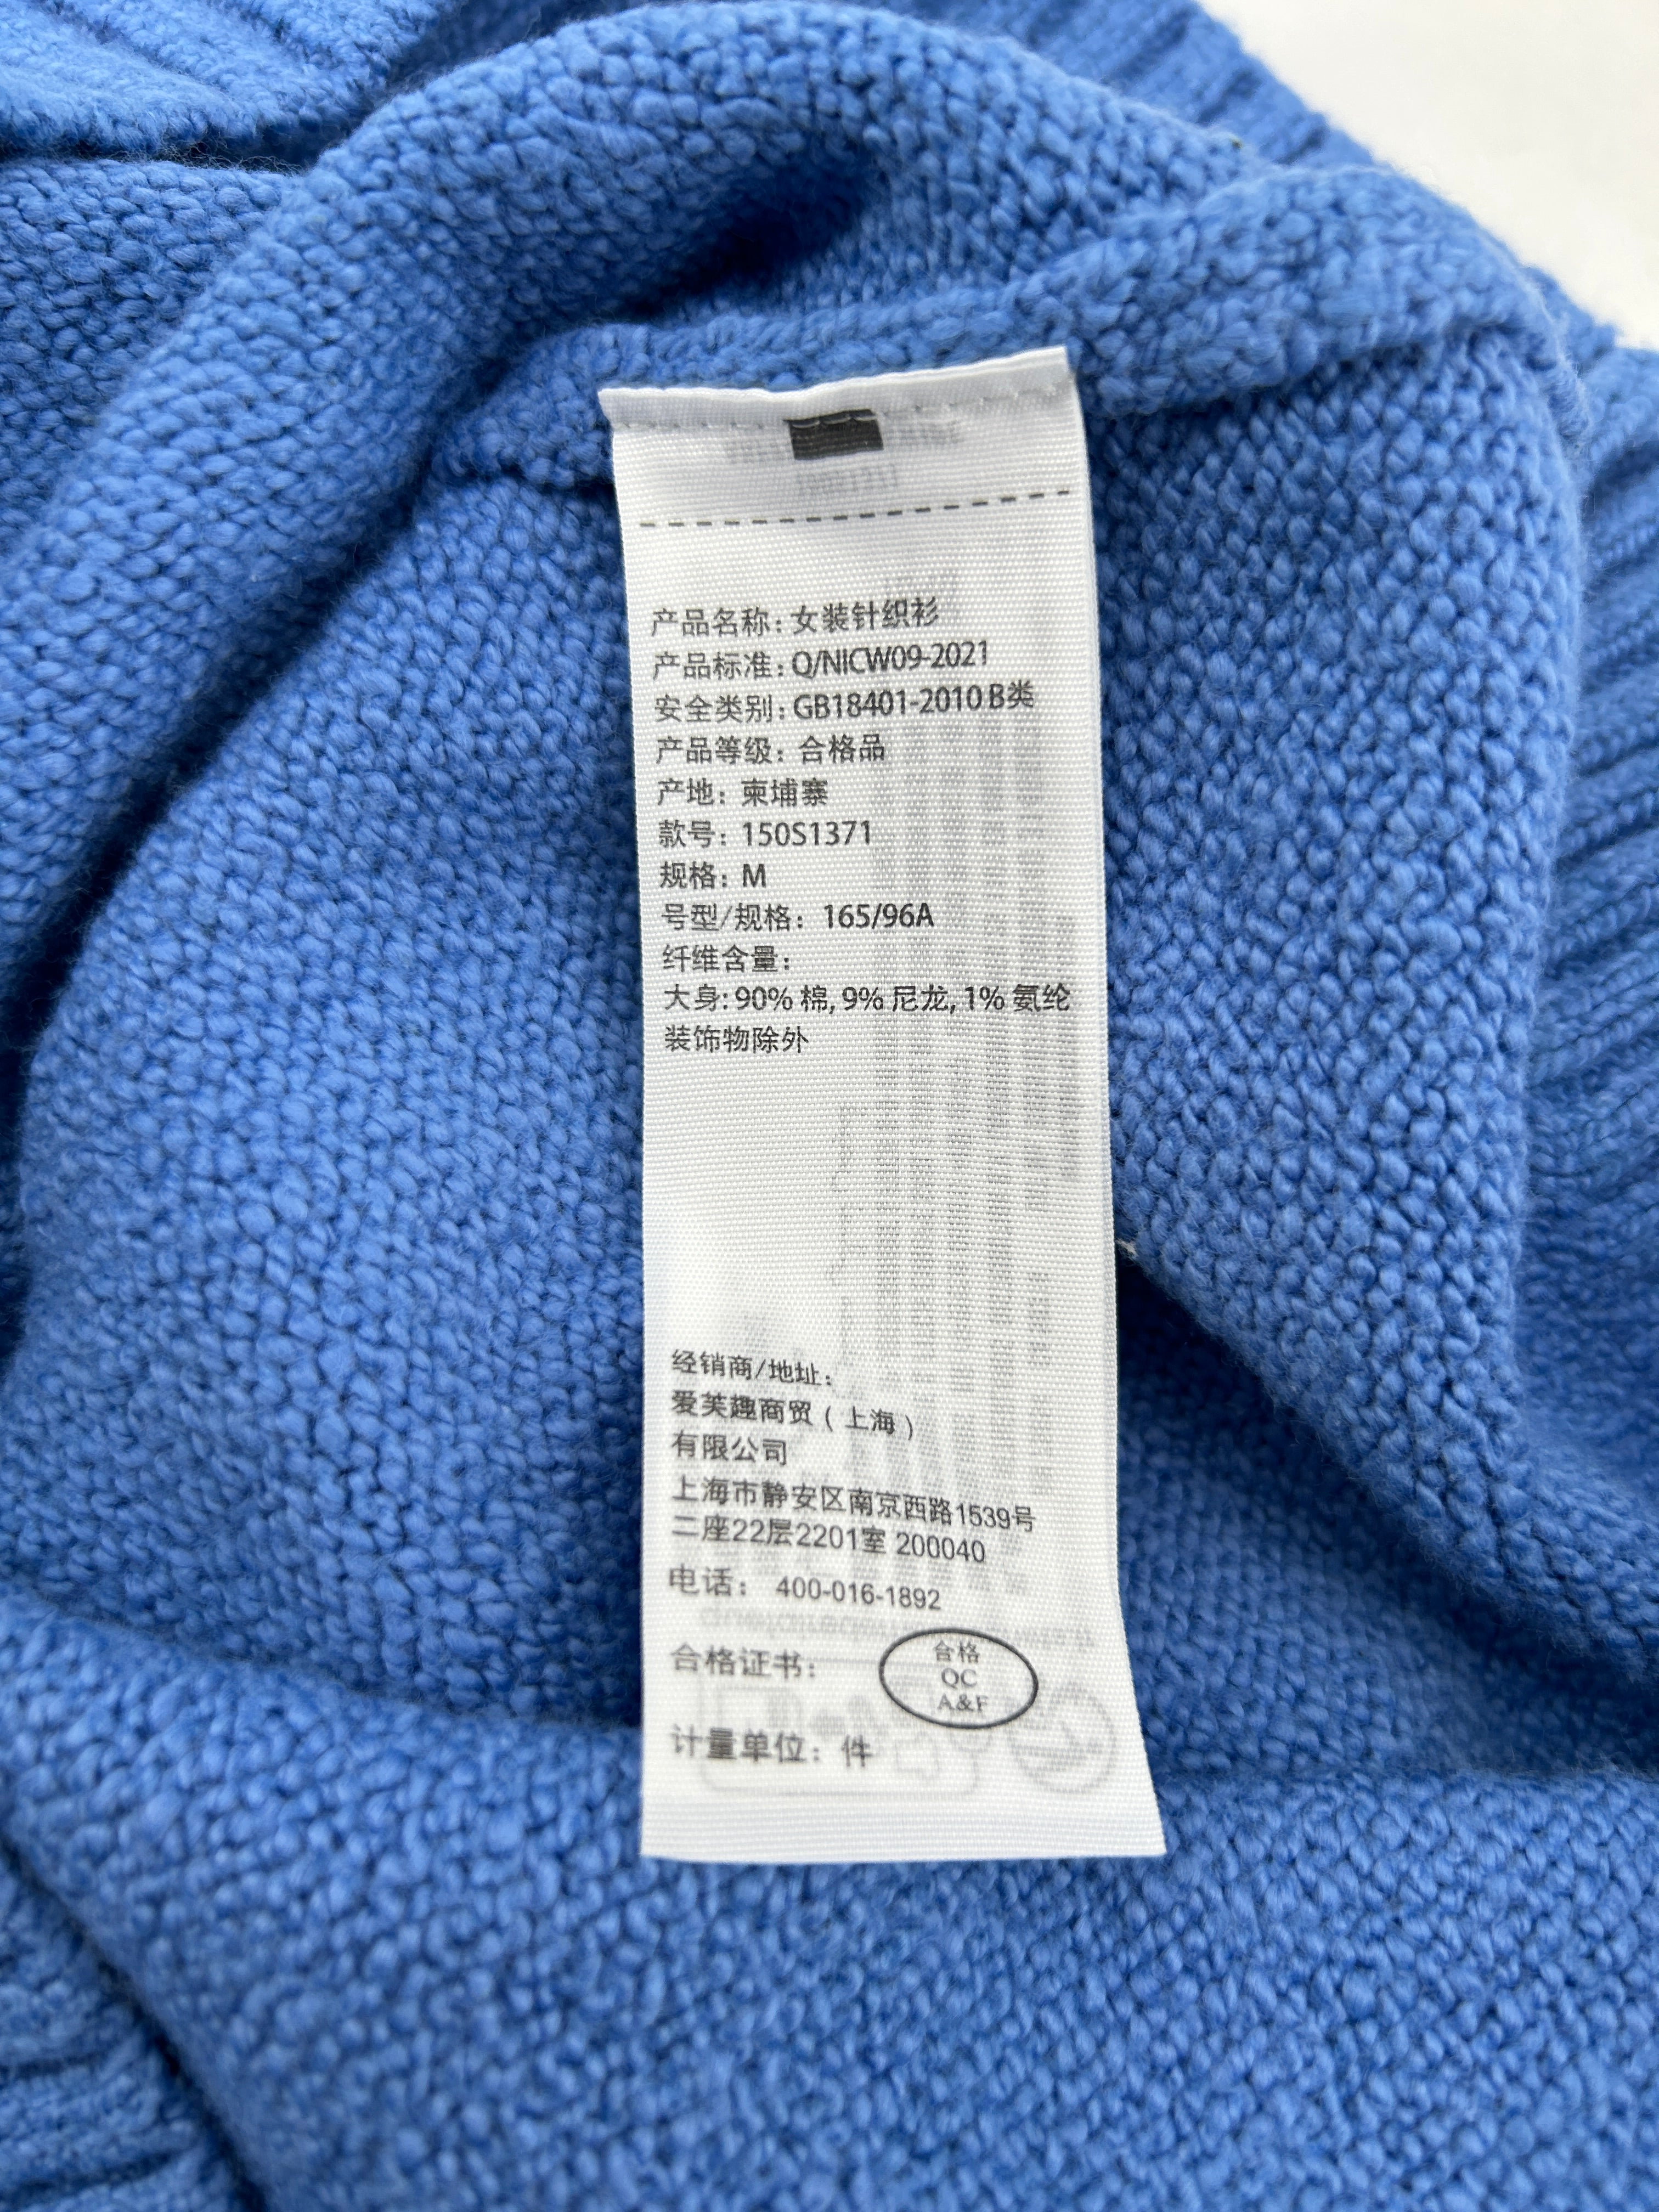 产品名称: 女装针织衫
产品标准: Q/NICW09-2021
安全类别: GB18401-2010 B类
产品等级: 合格品
产地: 柬埔寨
款号: 150S1371
规格: M
号型/规格: 165/96A
纤维含量:
大身: 90% 棉, 9% 尼龙, 1% 氨纶
装饰物除外
经销商/地址:
爱芙趣商贸 ( 上海 )
有限公司
上海市静安区南京西路1539号
二座22层2201室 200040
电话: 400-016-1892
合格证书:
合格
QC
A&F
计量单位: 件